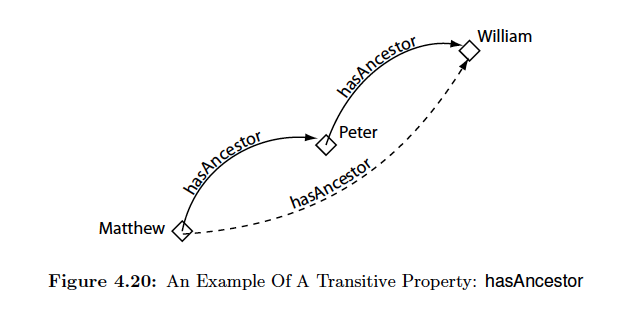 William
hasAncestor
Peter
hasAncestor
hasAncestor
Matthew
Figure 4.20: An Example Of A Transitive Property: hasAncestor